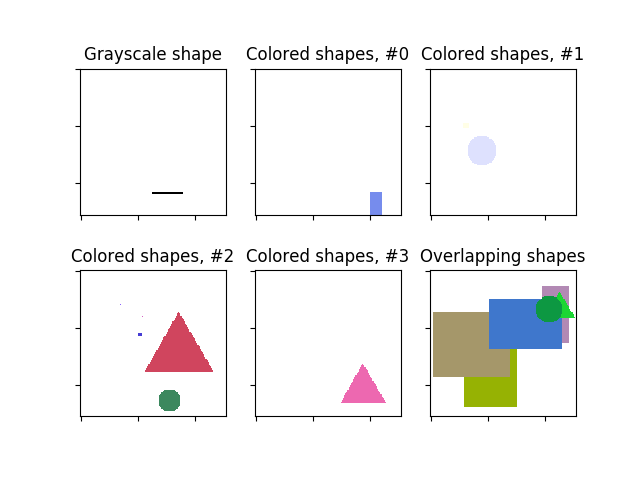 Grayscale shape
Colored shapes, #0
Colored shapes, #1
Colored shapes, #2
Colored shapes, #3
Overlapping shapes